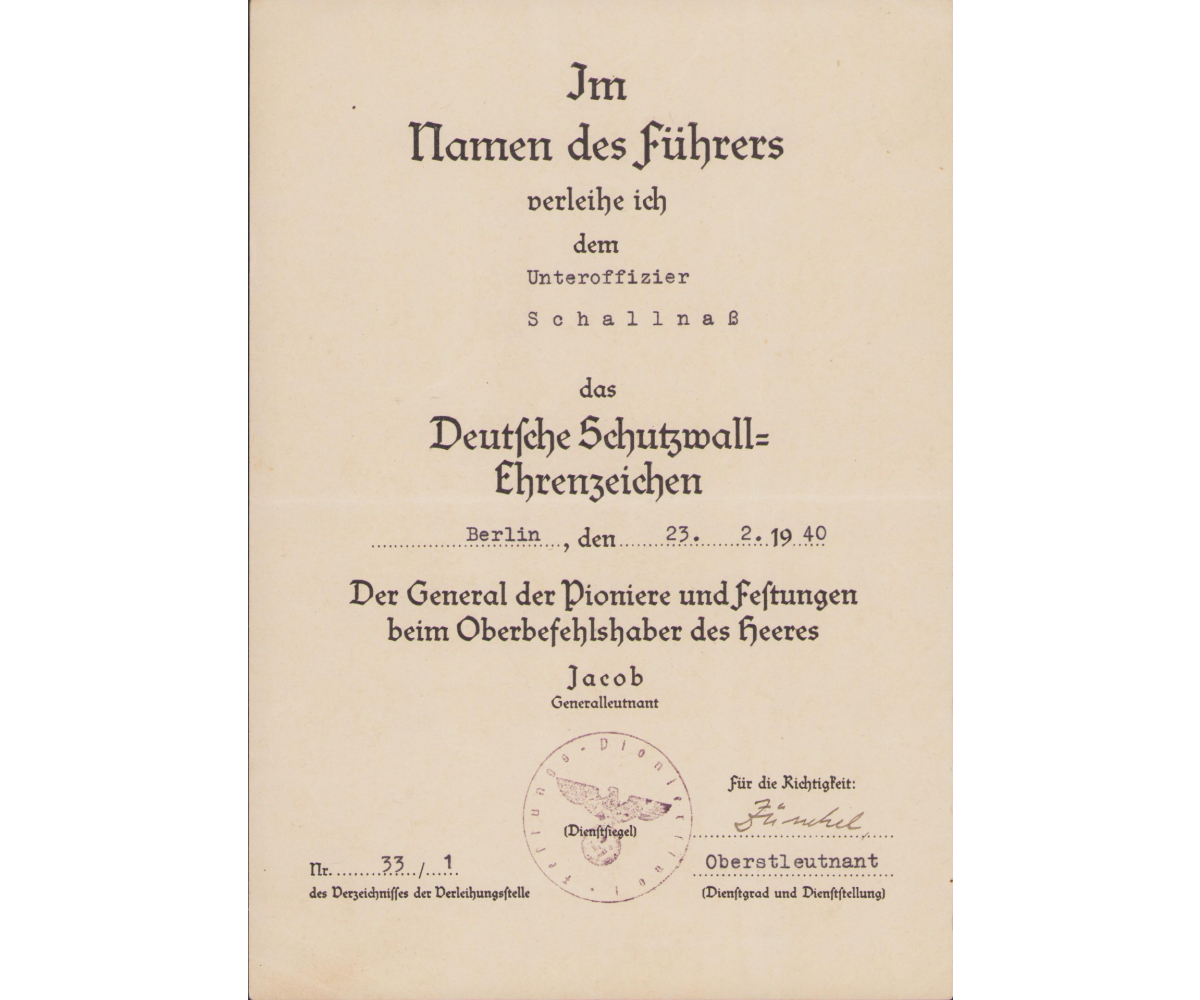 Im
Namen des Führers
verleihe ich
dem
Unteroffizier
Schallnaß
das
Deutsche Schutzwall=
Ehrenzeichen
Berlin, den 23. 2. 1940
Der General der Pioniere und Festungen
beim Oberbefehlshaber des Heeres
Jacob
Generalleutnant
(Dienstsiegel)
Für die Richtigkeit:
Oberstleutnant
(Dienstgrad und Dienststellung)
Nr. 33 / 1
des Verzeichnisses der Verleihungsstelle